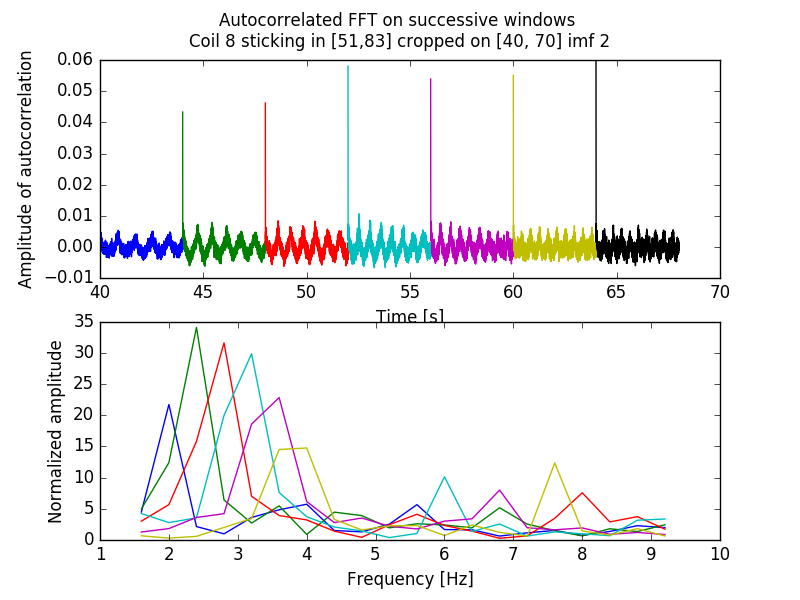 Autocorrelated FFT on successive windows
Coil 8 sticking in [51,83] cropped on [40, 70] imf 2
Amplitude of autocorrelation
0.06
0.05
0.04
0.03
0.02
0.01
0.00
−0.01
40 45 50 55 60 65 70
Time [s]
Normalized amplitude
35
30
25
20
15
10
5
0
1 2 3 4 5 6 7 8 9 10
Frequency [Hz]